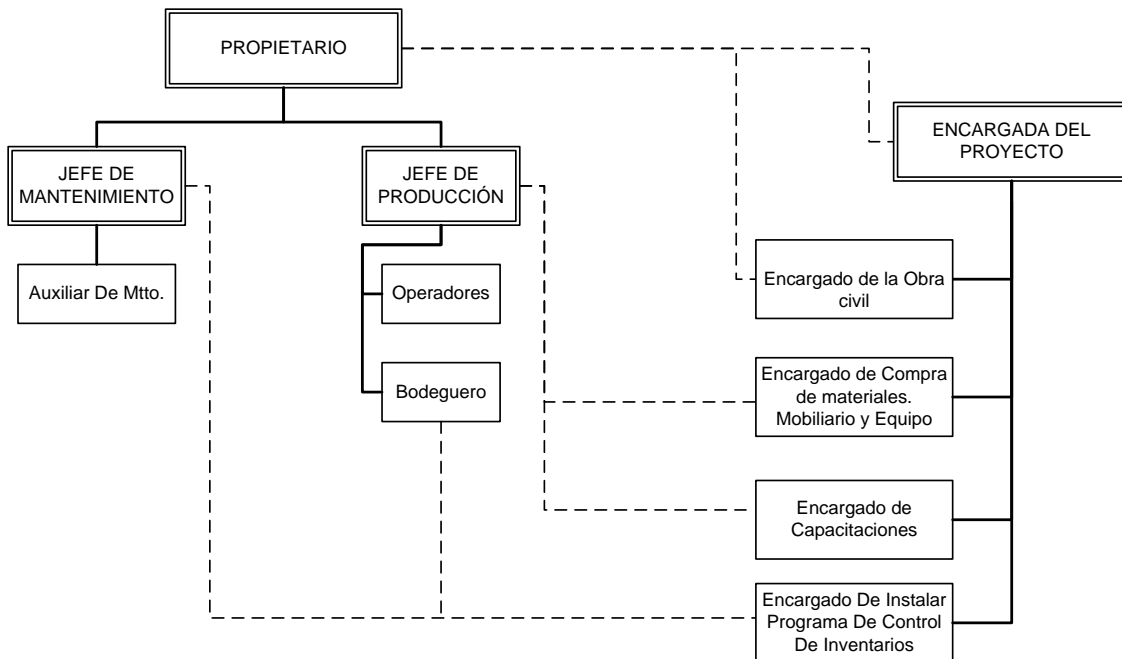 PROPIETARIO
ENCARGADA DEL
PROYECTO
JEFE DE
MANTENIMIENTO
JEFE DE
PRODUCCIÓN
Auxiliar De Mtto.
Operadores
Bodeguero
Encargado de la Obra
civil
Encargado de Compra
de materiales.
Mobiliario y Equipo
Encargado de
Capacitaciones
Encargado De Instalar
Programa De Control
De Inventarios